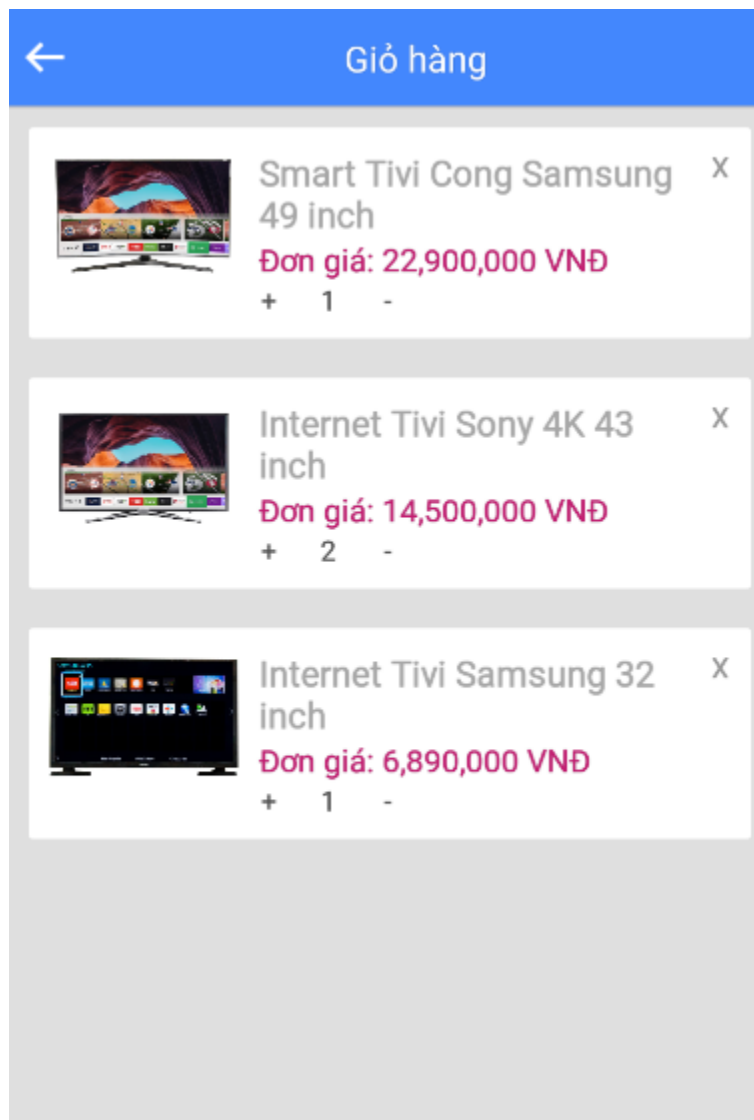 Giỏ hàng
Smart Tivi Cong Samsung
49 inch
X
Đơn giá: 22,900,000 VNĐ
+ 1 -
Internet Tivi Sony 4K 43
inch
X
Đơn giá: 14,500,000 VNĐ
+ 2 -
Internet Tivi Samsung 32
inch
X
Đơn giá: 6,890,000 VNĐ
+ 1 -